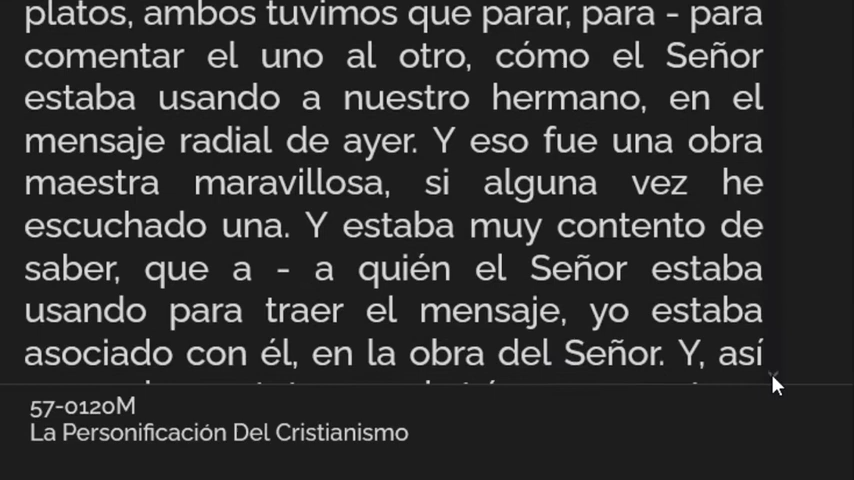 platos, ambos tuvimos que parar, para - para
comentar el uno al otro, cómo el Señor
estaba usando a nuestro hermano, en el
mensaje radial de ayer. Y eso fue una obra
maestra maravillosa, si alguna vez he
escuchado una. Y estaba muy contento de
saber, que a - a quién el Señor estaba
usando para traer el mensaje, yo estaba
asociado con él, en la obra del Señor. Y, así
57-0120M
La Personificación Del Cristianismo